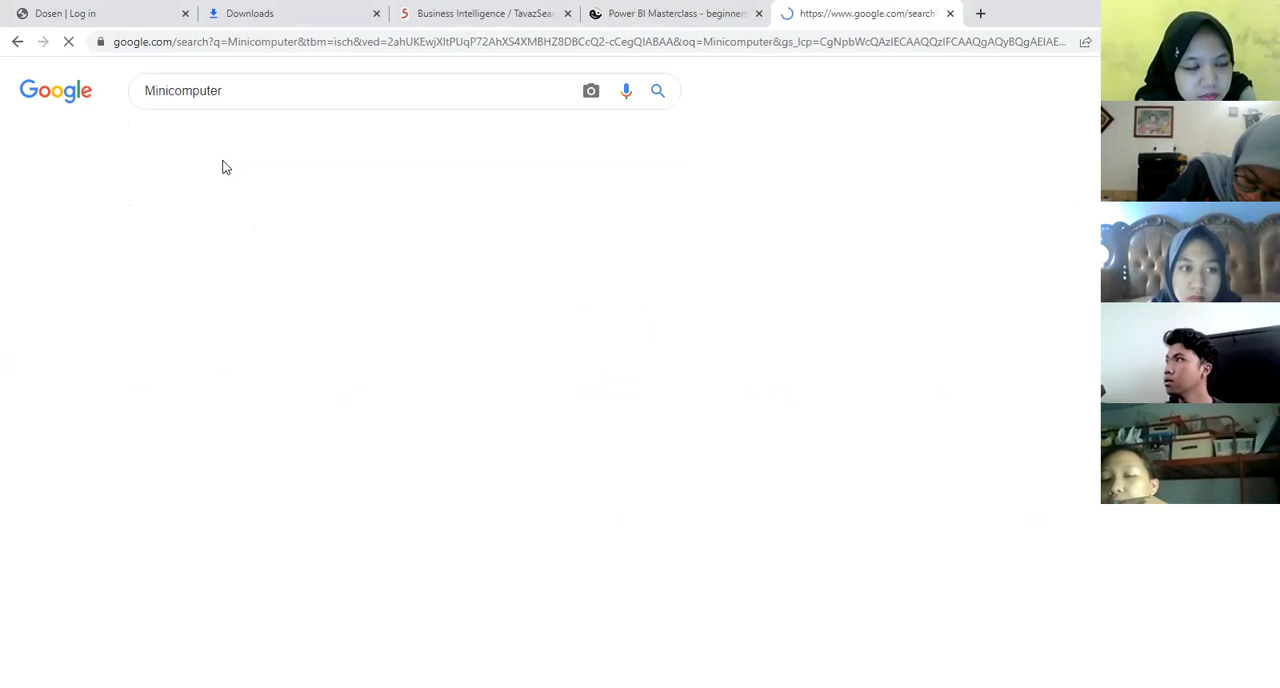 Dosen | Log in
Downloads
Business Intelligence / TavazSear
Power BI Masterclass - beginners
https://www.google.com/search
google.com/search?q=Minicomputer&tbm=isch&ved=2ahUKEwjXltPUqP72AhXS4XMBHZ8DBCcQ2-cCegQIABAA&oq=Minicomputer&gs_lcp=CgNpbWcQAzIECAAQQzIFCAAQgAQyBQgAEIAE...
Google
Minicomputer